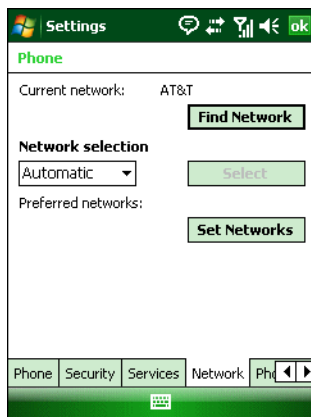 Settings ok
Phone
Current network: AT&T
Find Network
Network selection
Automatic Select
Preferred networks:
Set Networks
Phone Security Services Network